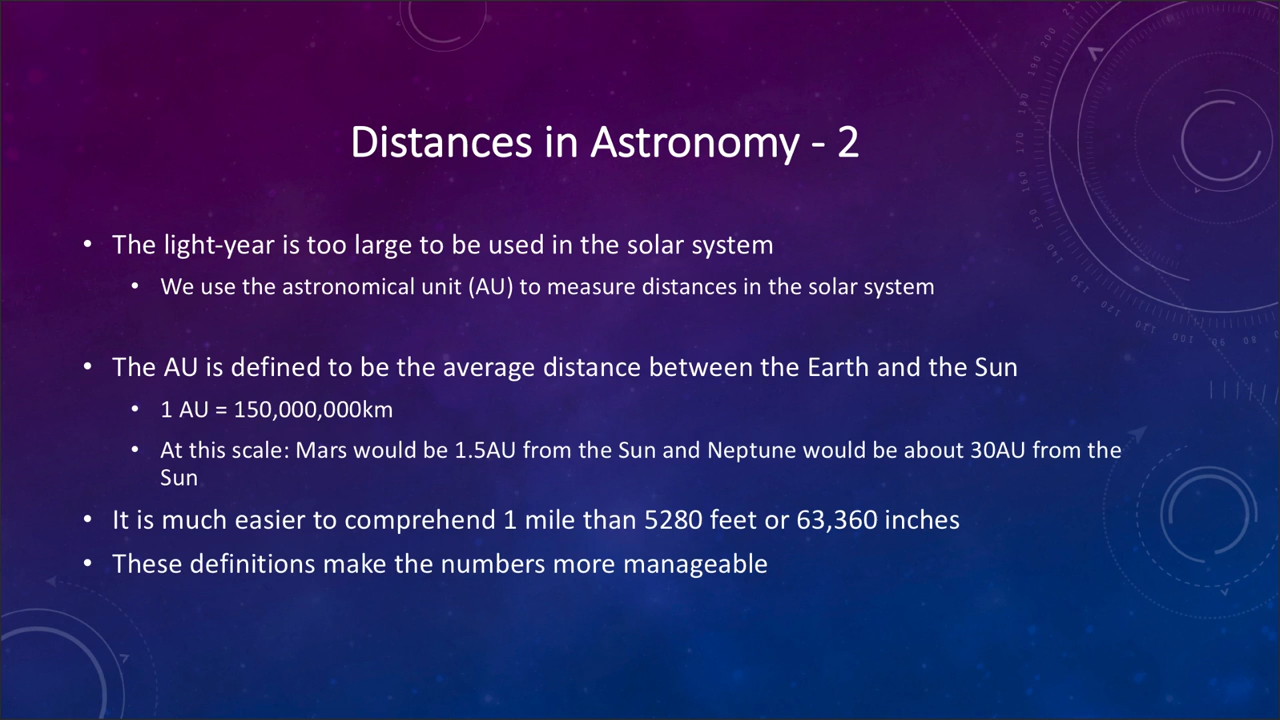 Distances in Astronomy - 2
• The light-year is too large to be used in the solar system
• We use the astronomical unit (AU) to measure distances in the solar system
• The AU is defined to be the average distance between the Earth and the Sun
• 1 AU = 150,000,000km
• At this scale: Mars would be 1.5AU from the Sun and Neptune would be about 30AU from the
Sun
• It is much easier to comprehend 1 mile than 5280 feet or 63,360 inches
• These definitions make the numbers more manageable